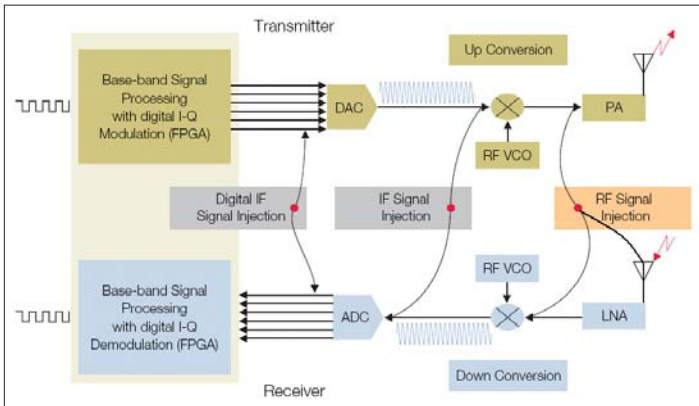 Transmitter
Up Conversion
Base-band Signal
Processing
with digital I-Q
Modulation (FPGA)
DAC
PA
RF VCO
Digital IF
Signal Injection
IF Signal
Injection
RF Signal
Injection
RF VCO
Base-band Signal
Processing
with digital I-Q
Demodulation (FPGA)
ADC
LNA
Down Conversion
Receiver